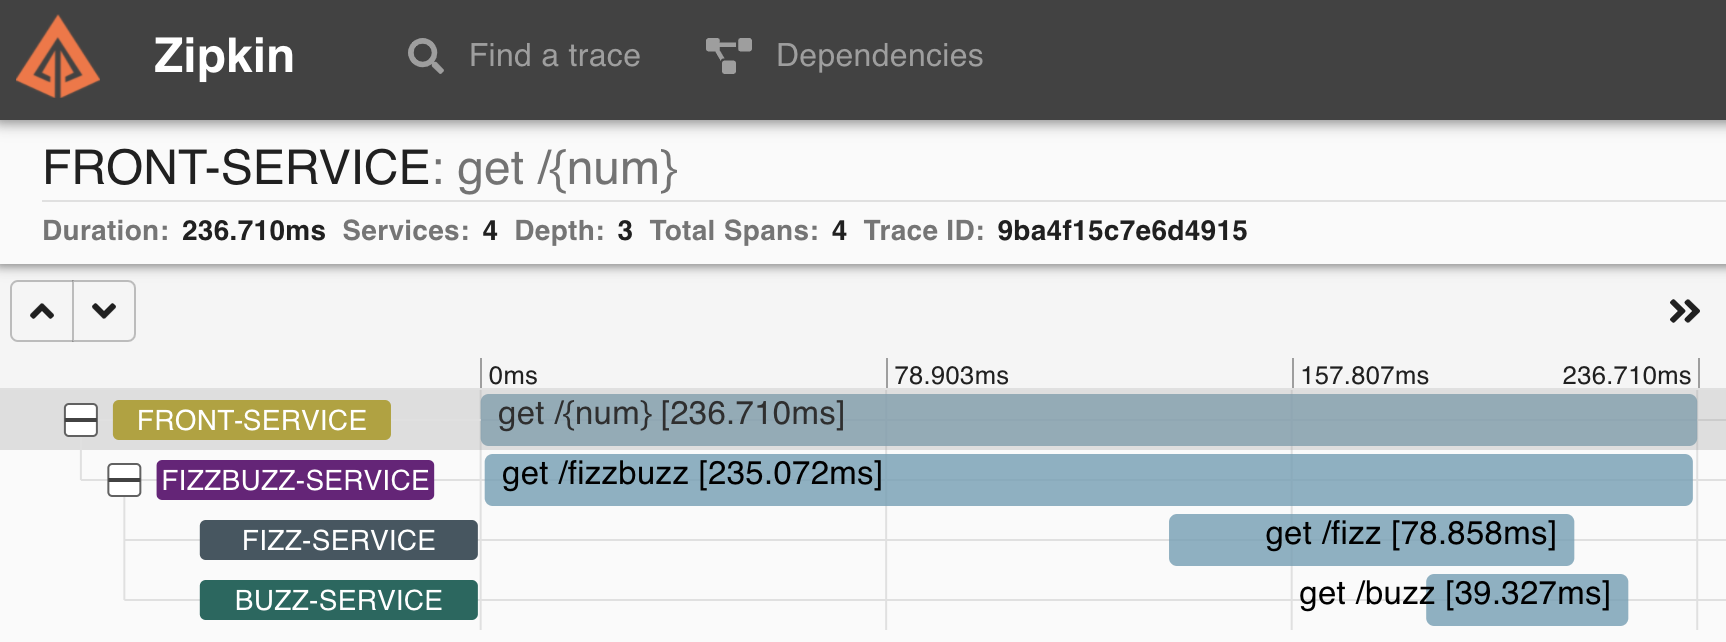 Zipkin Find a trace Dependencies
FRONT-SERVICE: get /{num}
Duration: 236.710ms Services: 4 Depth: 3 Total Spans: 4 Trace ID: 9ba4f15c7e6d4915
0ms 78.903ms 157.807ms 236.710ms
FRONT-SERVICE get /{num} [236.710ms]
FIZZBUZZ-SERVICE get /fizzbuzz [235.072ms]
FIZZ-SERVICE get /fizz [78.858ms]
BUZZ-SERVICE get /buzz [39.327ms]